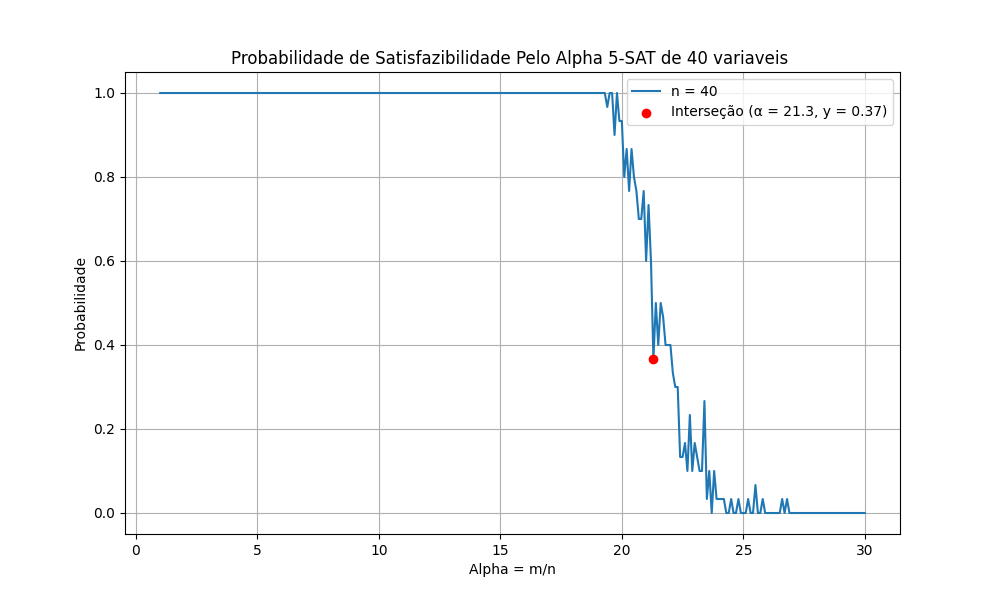 Probabilidade de Satisfazibilidade Pelo Alpha 5-SAT de 40 variaveis
n = 40
Interseção (α = 21.3, y = 0.37)
Probabilidade
1.0
0.8
0.6
0.4
0.2
0.0
0 5 10 15 20 25 30
Alpha = m/n